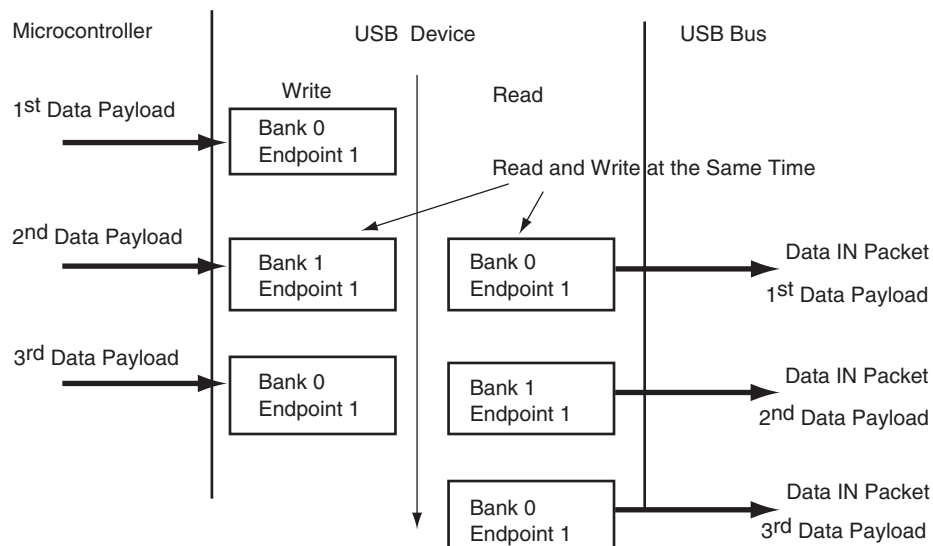 Microcontroller
USB Device
USB Bus
Write
Read
1st Data Payload
Bank 0
Endpoint 1
Read and Write at the Same Time
2nd Data Payload
Bank 1
Endpoint 1
Bank 0
Endpoint 1
Data IN Packet
1st Data Payload
3rd Data Payload
Bank 0
Endpoint 1
Bank 1
Endpoint 1
Data IN Packet
2nd Data Payload
Bank 0
Endpoint 1
Data IN Packet
3rd Data Payload